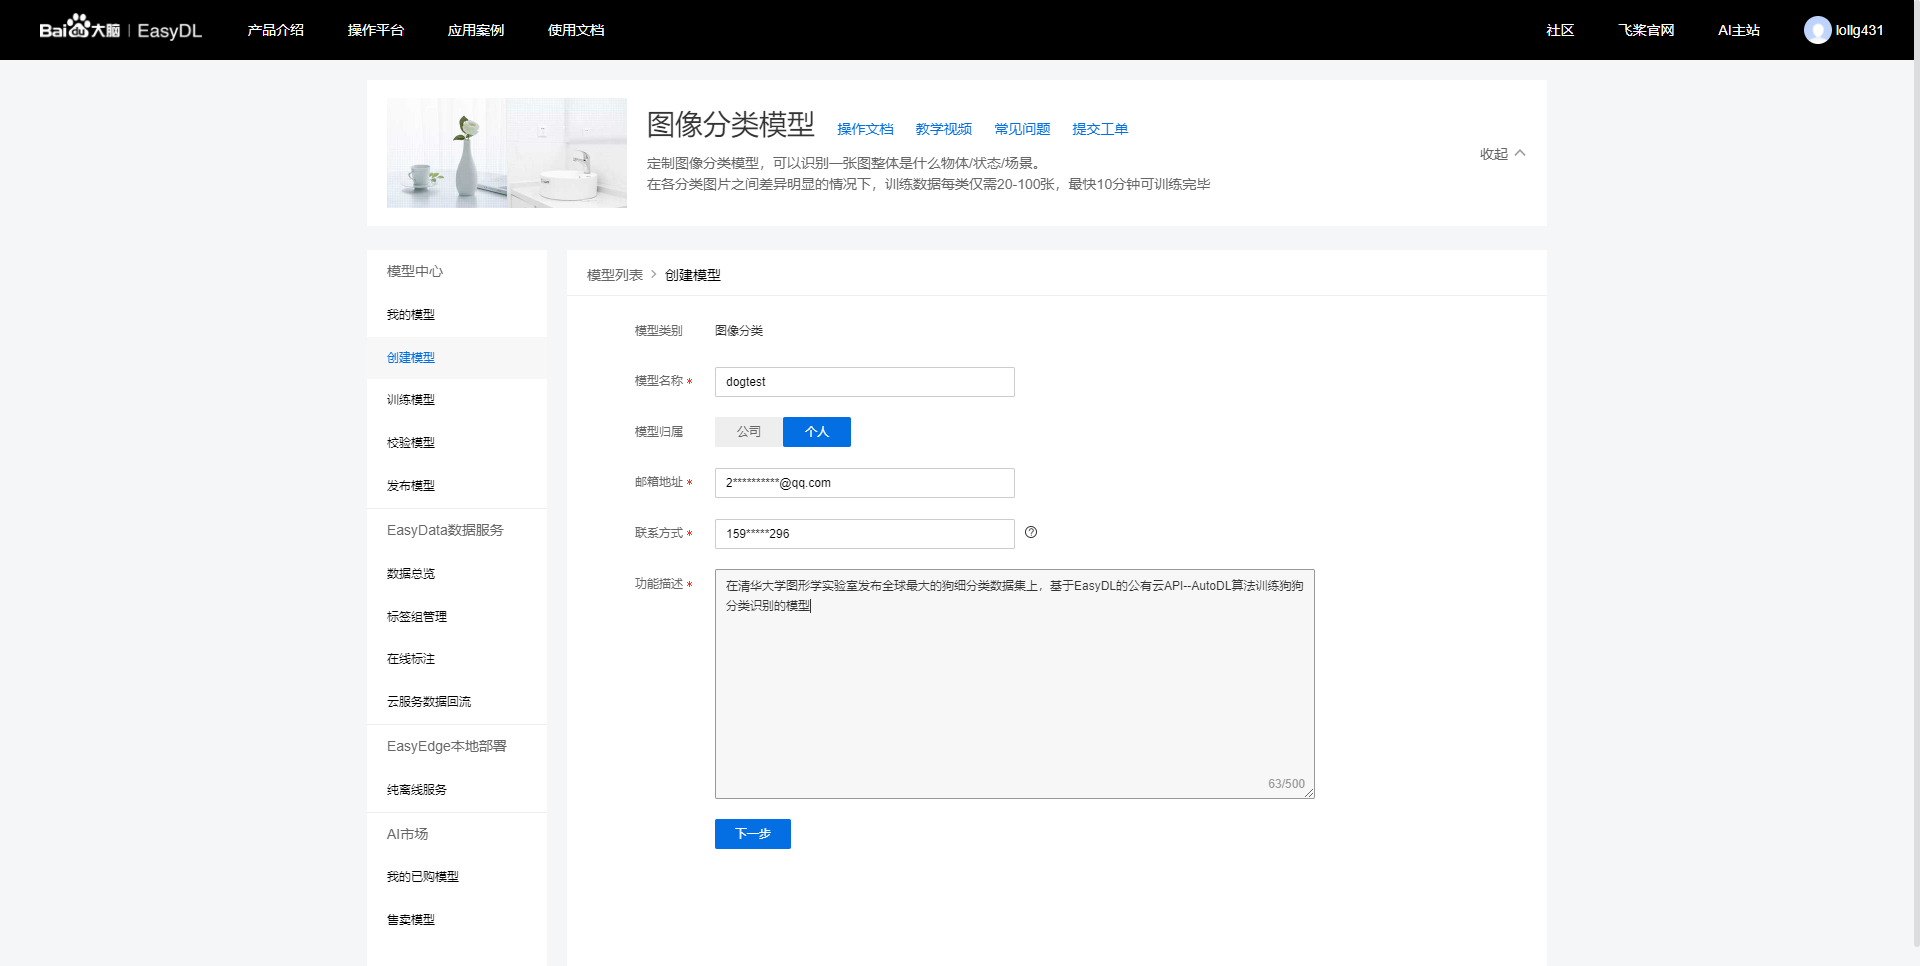 Baidu大脑 | EasyDL
产品介绍
操作平台
应用案例
使用文档
社区
飞桨官网
AI主站
lollg431
图像分类模型
操作文档
教学视频
常见问题
提交工单
定制图像分类模型，可以识别一张图整体是什么物体/状态/场景。
在各分类图片之间差异明显的情况下，训练数据每类仅需20-100张，最快10分钟可训练完毕
收起
模型中心
我的模型
创建模型
训练模型
校验模型
发布模型
EasyData数据服务
数据总览
标签组管理
在线标注
云服务数据回流
EasyEdge本地部署
纯离线服务
AI市场
我的已购模型
售卖模型
模型列表 > 创建模型
模型类别 图像分类
模型名称 * dogtest
模型归属 公司 个人
邮箱地址 * 2**********@qq.com
联系方式 * 159*****296
功能描述 * 在清华大学图形学实验室发布全球最大的狗细分类数据集上，基于EasyDL的公有云API--AutoDL算法训练狗狗
分类识别的模型
63/500
下一步